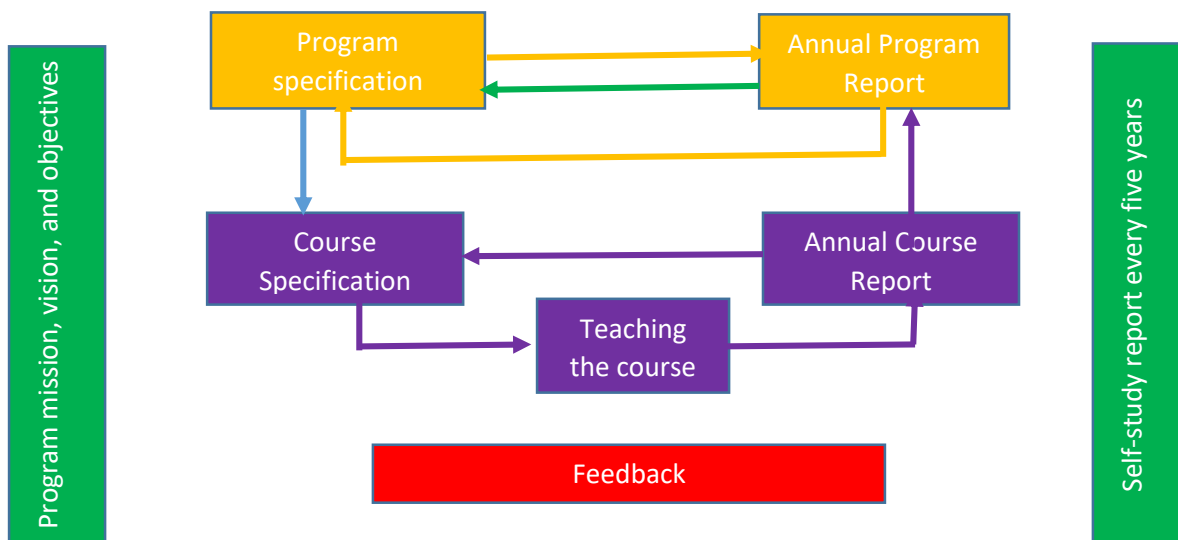 Program mission, vision, and objectives
Program
specification
Annual Program
Report
Course
Specification
Annual Course
Report
Teaching
the course
Feedback
Self-study report every five years